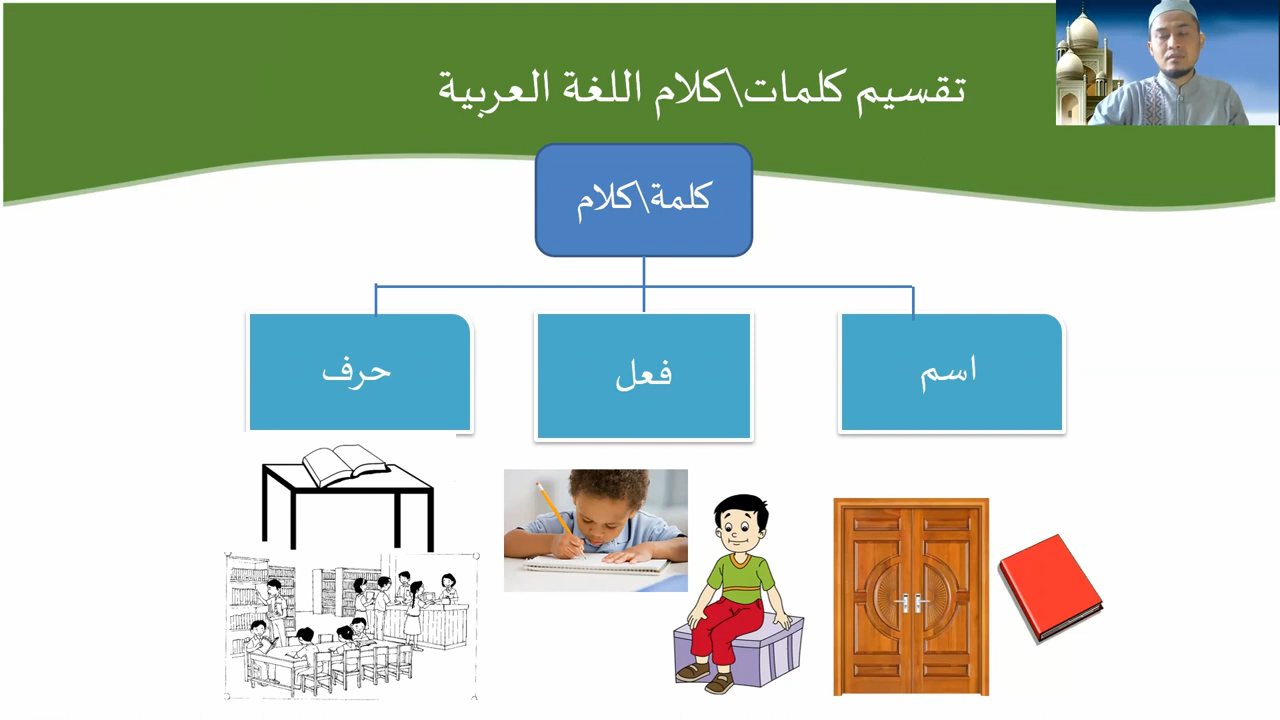 تقسيم كلمات\كلام اللغة العربية
كلمة\كلام
اسم
فعل
حرف